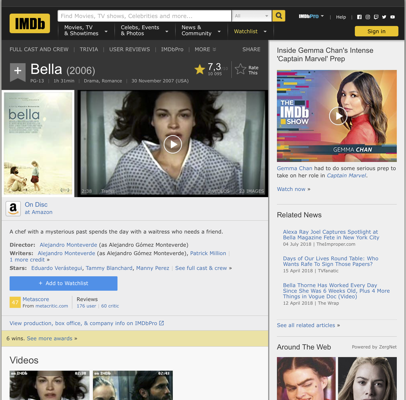 IMDb
Find Movies, TV shows, Celebrities and more...
All
IMDbPro
Help
Movies, TV & Showtimes
Celebs, Events & Photos
News & Community
Watchlist
Sign in
FULL CAST AND CREW | TRIVIA | USER REVIEWS | IMDbPro | MORE
SHARE
Bella (2006)
PG-13 | 1h 31min | Drama, Romance | 30 November 2007 (USA)
7,3
Rate This
bella
2:30
On Disc
at Amazon
A chef with a mysterious past spends the day with a waitress who needs a friend.
Director: Alejandro Monteverde (as Alejandro Gómez Monteverde)
Writers: Alejandro Monteverde (as Alejandro Gómez Monteverde), Patrick Million |
1 more credit »
Stars: Eduardo Verástegui, Tammy Blanchard, Manny Perez | See full cast & crew »
+ Add to Watchlist
47
Metascore
From metacritic.com
Reviews
176 user | 60 critic
View production, box office, & company info on IMDbPro
6 wins. See more awards »
Videos
Inside Gemma Chan's Intense
'Captain Marvel' Prep
THE
IMDb
SHOW
GEMMA CHAN
Gemma Chan had to do some serious prep
to take on her role in Captain Marvel.
Watch now »
Related News
Alexa Ray Joel Captures Spotlight at
Bella Magazine Fete in New York City
04 July 2018 | TheImproper.com
Days of Our Lives Round Table: Who
Wants Rafe To Sign Those Papers?
15 April 2018 | TVfanatic
Bella Thorne Has Worked Every Day
Since She Was 6 Weeks Old, Plus 4 More
Things in Vogue Doc (Video)
12 April 2018 | The Wrap
See all related articles »
Around The Web
Powered by ZergNet